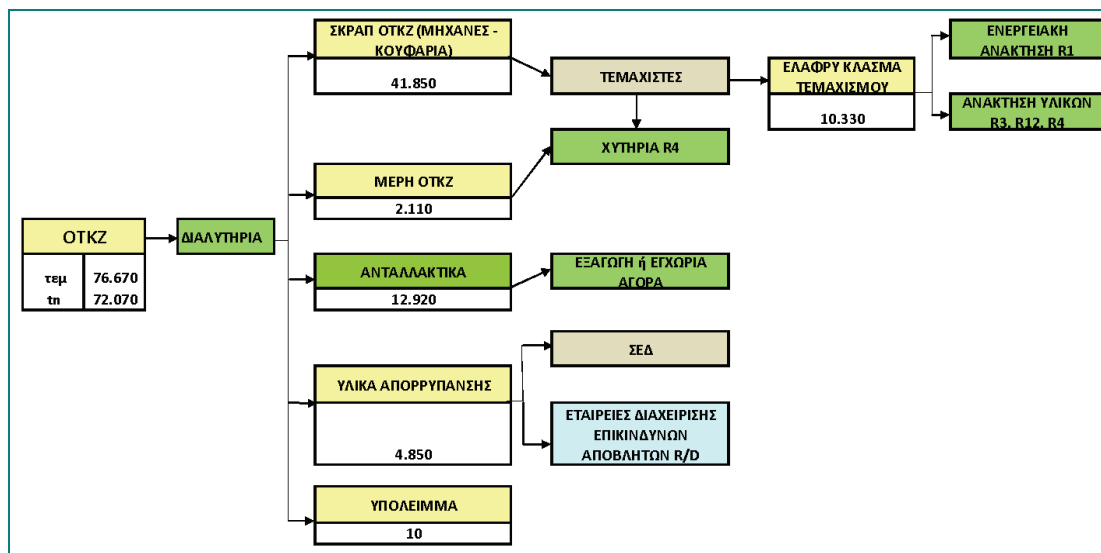 ΣΚΡΑΠ ΟΤΚΖ (ΜΗΧΑΝΕΣ -
ΚΟΥΦΑΡΙΑ)
41.850
ΤΕΜΑΧΙΣΤΕΣ
ΕΛΑΦΡΥ ΚΛΑΣΜΑ
ΤΕΜΑΧΙΣΜΟΥ
10.330
ΕΝΕΡΓΕΙΑΚΗ
ΑΝΑΚΤΗΣΗ R1
ΑΝΑΚΤΗΣΗ ΥΛΙΚΩΝ
R3, R12, R4
ΧΥΤΗΡΙΑ R4
ΜΕΡΗ ΟΤΚΖ
2.110
ΟΤΚΖ
τεμ 76.670
tn 72.070
ΔΙΑΛΥΤΗΡΙΑ
ΑΝΤΑΛΛΑΚΤΙΚΑ
12.920
ΕΞΑΓΩΓΗ ή ΕΓΧΩΡΙΑ
ΑΓΟΡΑ
ΥΛΙΚΑ ΑΠΟΡΡΥΠΑΝΣΗΣ
4.850
ΣΕΔ
ΕΤΑΙΡΕΙΕΣ ΔΙΑΧΕΙΡΙΣΗΣ
ΕΠΙΚΙΝΔΥΝΩΝ
ΑΠΟΒΛΗΤΩΝ R/D
ΥΠΟΛΕΙΜΜΑ
10